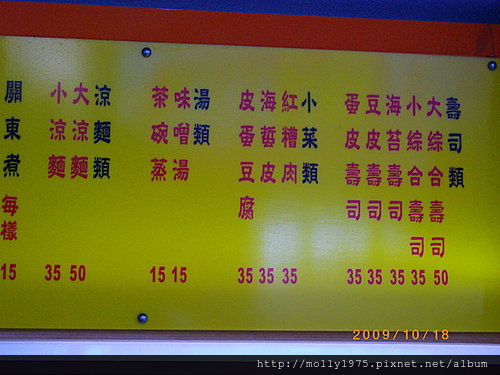 壽司類
大綜合壽司 50
小綜合壽司 35
海苔壽司 35
豆皮壽司 35
蛋皮壽司 35
小菜類
紅糟肉 35
海蜇皮 35
皮蛋豆腐 35
湯類
味噌湯 15
茶碗蒸 15
涼麵類
大涼麵 50
小涼麵 35
關東煮 每樣 15
2009/10/18
http://molly1975.pixnet.net/album